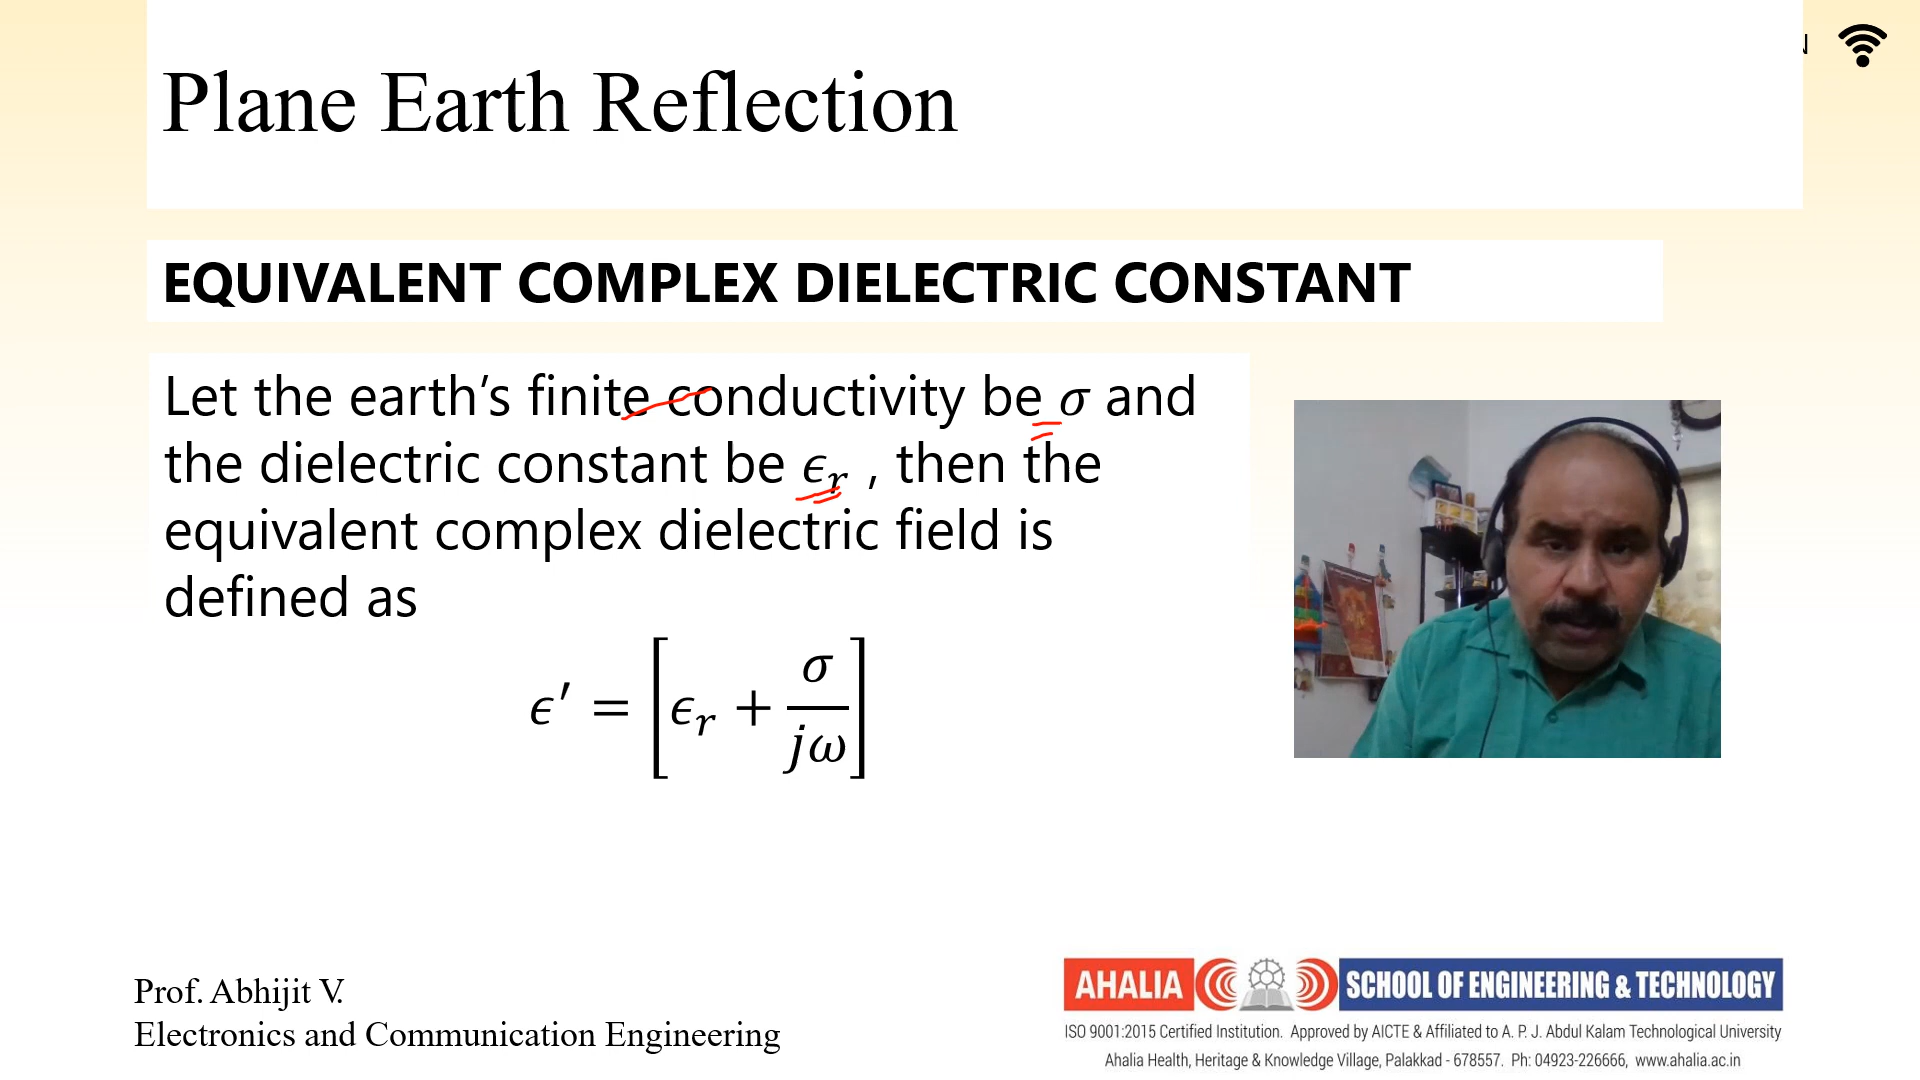 N
Plane Earth Reflection
EQUIVALENT COMPLEX DIELECTRIC CONSTANT
Let the earth’s finite conductivity be σ and
the dielectric constant be ϵᵣ , then the
equivalent complex dielectric field is
defined as
ϵ′ = [ϵᵣ + σ/jω]
Prof. Abhijit V.
Electronics and Communication Engineering
AHALIA SCHOOL OF ENGINEERING & TECHNOLOGY
ISO 9001:2015 Certified Institution. Approved by AICTE & Affiliated to A. P. J. Abdul Kalam Technological University
Ahalia Health, Heritage & Knowledge Village, Palakkad - 678557. Ph: 04923-226666, www.ahalia.ac.in